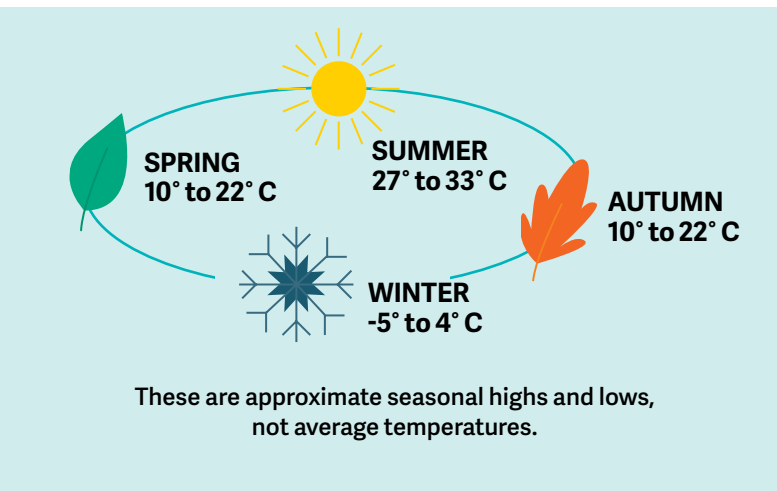 SPRING
10˚ to 22˚ C
SUMMER
27˚ to 33˚ C
AUTUMN
10˚ to 22˚ C
WINTER
-5˚ to 4˚ C
These are approximate seasonal highs and lows,
not average temperatures.